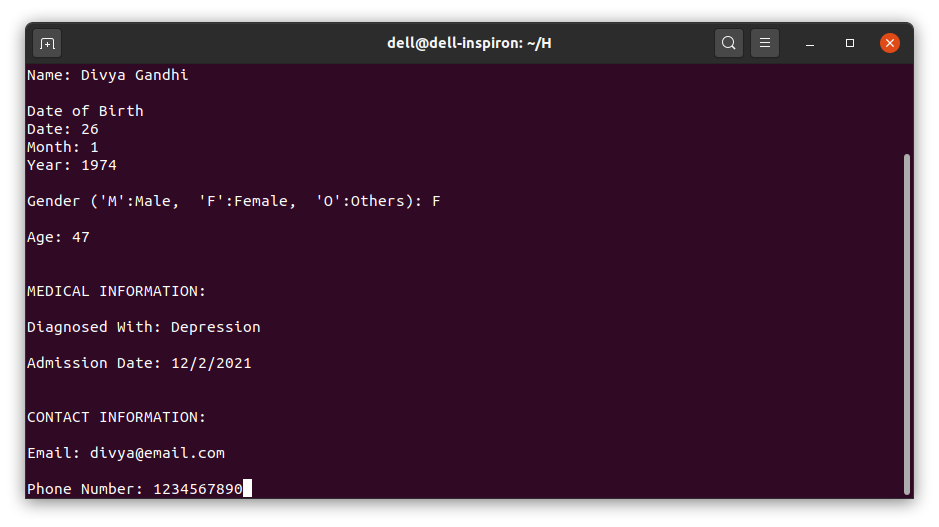 dell@dell-inspiron: ~/H
Name: Divya Gandhi
Date of Birth
Date: 26
Month: 1
Year: 1974
Gender ('M':Male,  'F':Female,  'O':Others): F
Age: 47
MEDICAL INFORMATION:
Diagnosed With: Depression
Admission Date: 12/2/2021
CONTACT INFORMATION:
Email: divya@email.com
Phone Number: 1234567890